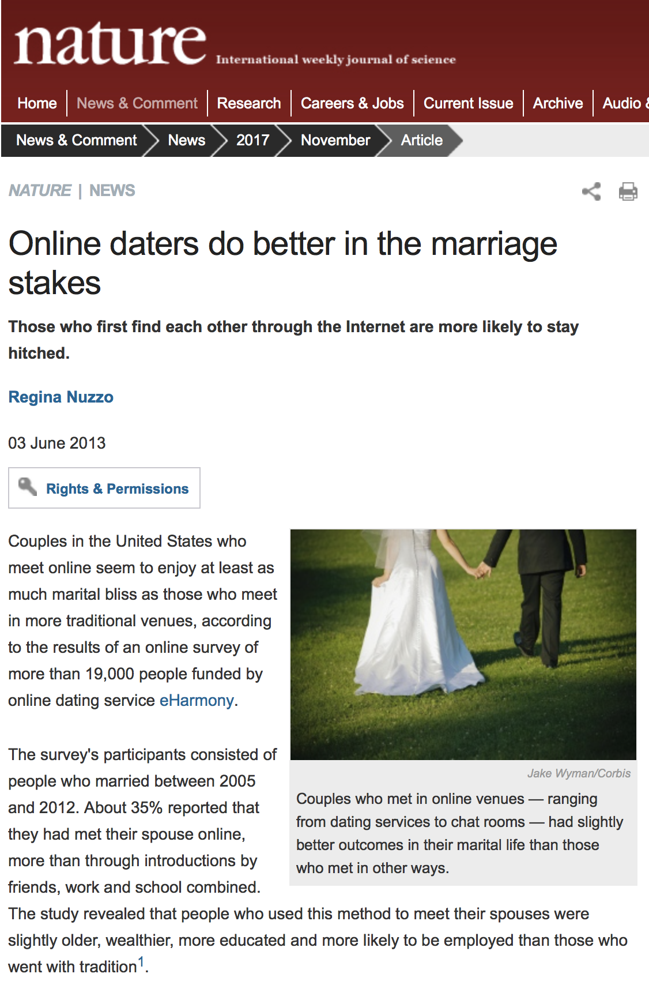 nature International weekly journal of science
Home News & Comment Research Careers & Jobs Current Issue Archive Audio &
News & Comment News 2017 November Article
NATURE | NEWS
Online daters do better in the marriage
stakes
Those who first find each other through the Internet are more likely to stay
hitched.
Regina Nuzzo
03 June 2013
Rights & Permissions
Couples in the United States who
meet online seem to enjoy at least as
much marital bliss as those who meet
in more traditional venues, according
to the results of an online survey of
more than 19,000 people funded by
online dating service eHarmony.
The survey's participants consisted of
people who married between 2005
and 2012. About 35% reported that
they had met their spouse online,
more than through introductions by
friends, work and school combined.
The study revealed that people who used this method to meet their spouses were
slightly older, wealthier, more educated and more likely to be employed than those who
went with tradition1.
Jake Wyman/Corbis
Couples who met in online venues — ranging
from dating services to chat rooms — had slightly
better outcomes in their marital life than those
who met in other ways.